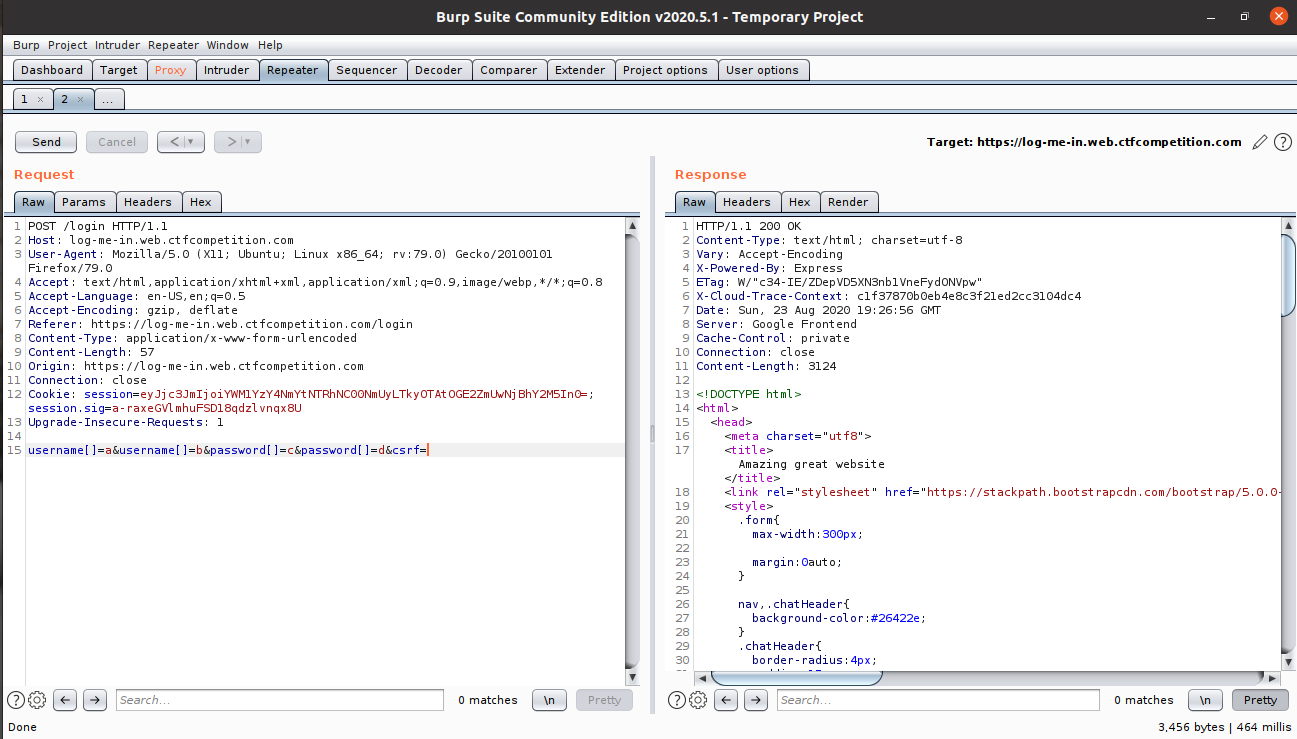 Burp Suite Community Edition v2020.5.1 - Temporary Project
Burp Project Intruder Repeater Window Help
Dashboard Target Proxy Intruder Repeater Sequencer Decoder Comparer Extender Project options User options
1 × 2 × ...
Send Cancel < | ▾ > | ▾ Target: https://log-me-in.web.ctfcompetition.com ?
Request
Raw Params Headers Hex
1 POST /login HTTP/1.1
2 Host: log-me-in.web.ctfcompetition.com
3 User-Agent: Mozilla/5.0 (X11; Ubuntu; Linux x86_64; rv:79.0) Gecko/20100101
Firefox/79.0
4 Accept: text/html,application/xhtml+xml,application/xml;q=0.9,image/webp,*/*;q=0.8
5 Accept-Language: en-US,en;q=0.5
6 Accept-Encoding: gzip, deflate
7 Referer: https://log-me-in.web.ctfcompetition.com/login
8 Content-Type: application/x-www-form-urlencoded
9 Content-Length: 57
10 Origin: https://log-me-in.web.ctfcompetition.com
11 Connection: close
12 Cookie: session=
session.sig=a-raxeGVlmhuFSD18qdzlvnqx8U
13 Upgrade-Insecure-Requests: 1
14
15 username[]=a&username[]=b&password[]=c&password[]=d&csrf=
? ← → Search... 0 matches \n Pretty
Response
Raw Headers Hex Render
1 HTTP/1.1 200 OK
2 Content-Type: text/html; charset=utf-8
3 Vary: Accept-Encoding
4 X-Powered-By: Express
5 ETag: W/"c34-IE/ZDepVD5XN3nb1VneFydONVpw"
6 X-Cloud-Trace-Context: c1f37870b0eb4e8c3f21ed2cc3104dc4
7 Date: Sun, 23 Aug 2020 19:26:56 GMT
8 Server: Google Frontend
9 Cache-Control: private
10 Connection: close
11 Content-Length: 3124
12
13 <!DOCTYPE html>
14 <html>
15 <head>
16 <meta charset="utf8">
17 <title>
Amazing great website
</title>
18 <link rel="stylesheet" href="https://stackpath.bootstrapcdn.com/bootstrap/5.0.0-
19 <style>
20 .form{
21 max-width:300px;
22
23 margin:0auto;
24 }
25
26 nav,.chatHeader{
27 background-color:#26422e;
28 }
29 .chatHeader{
30 border-radius:4px;
? ← → Search... 0 matches \n Pretty
Done 3,456 bytes | 464 millis